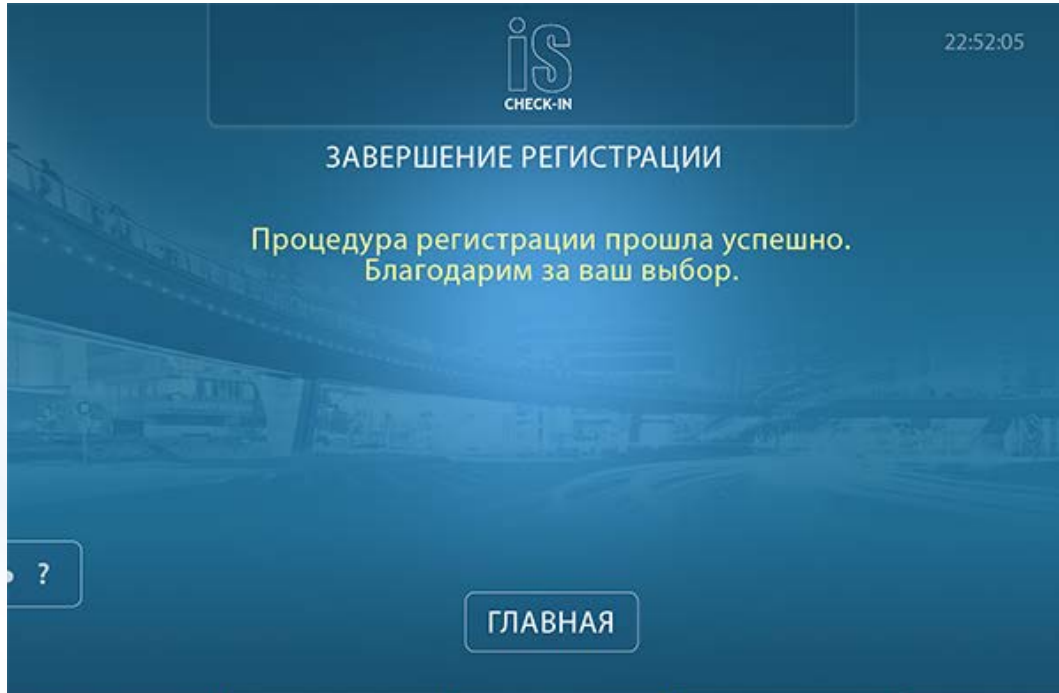 iS
CHECK-IN
22:52:05
ЗАВЕРШЕНИЕ РЕГИСТРАЦИИ
Процедура регистрации прошла успешно.
Благодарим за ваш выбор.
?
ГЛАВНАЯ